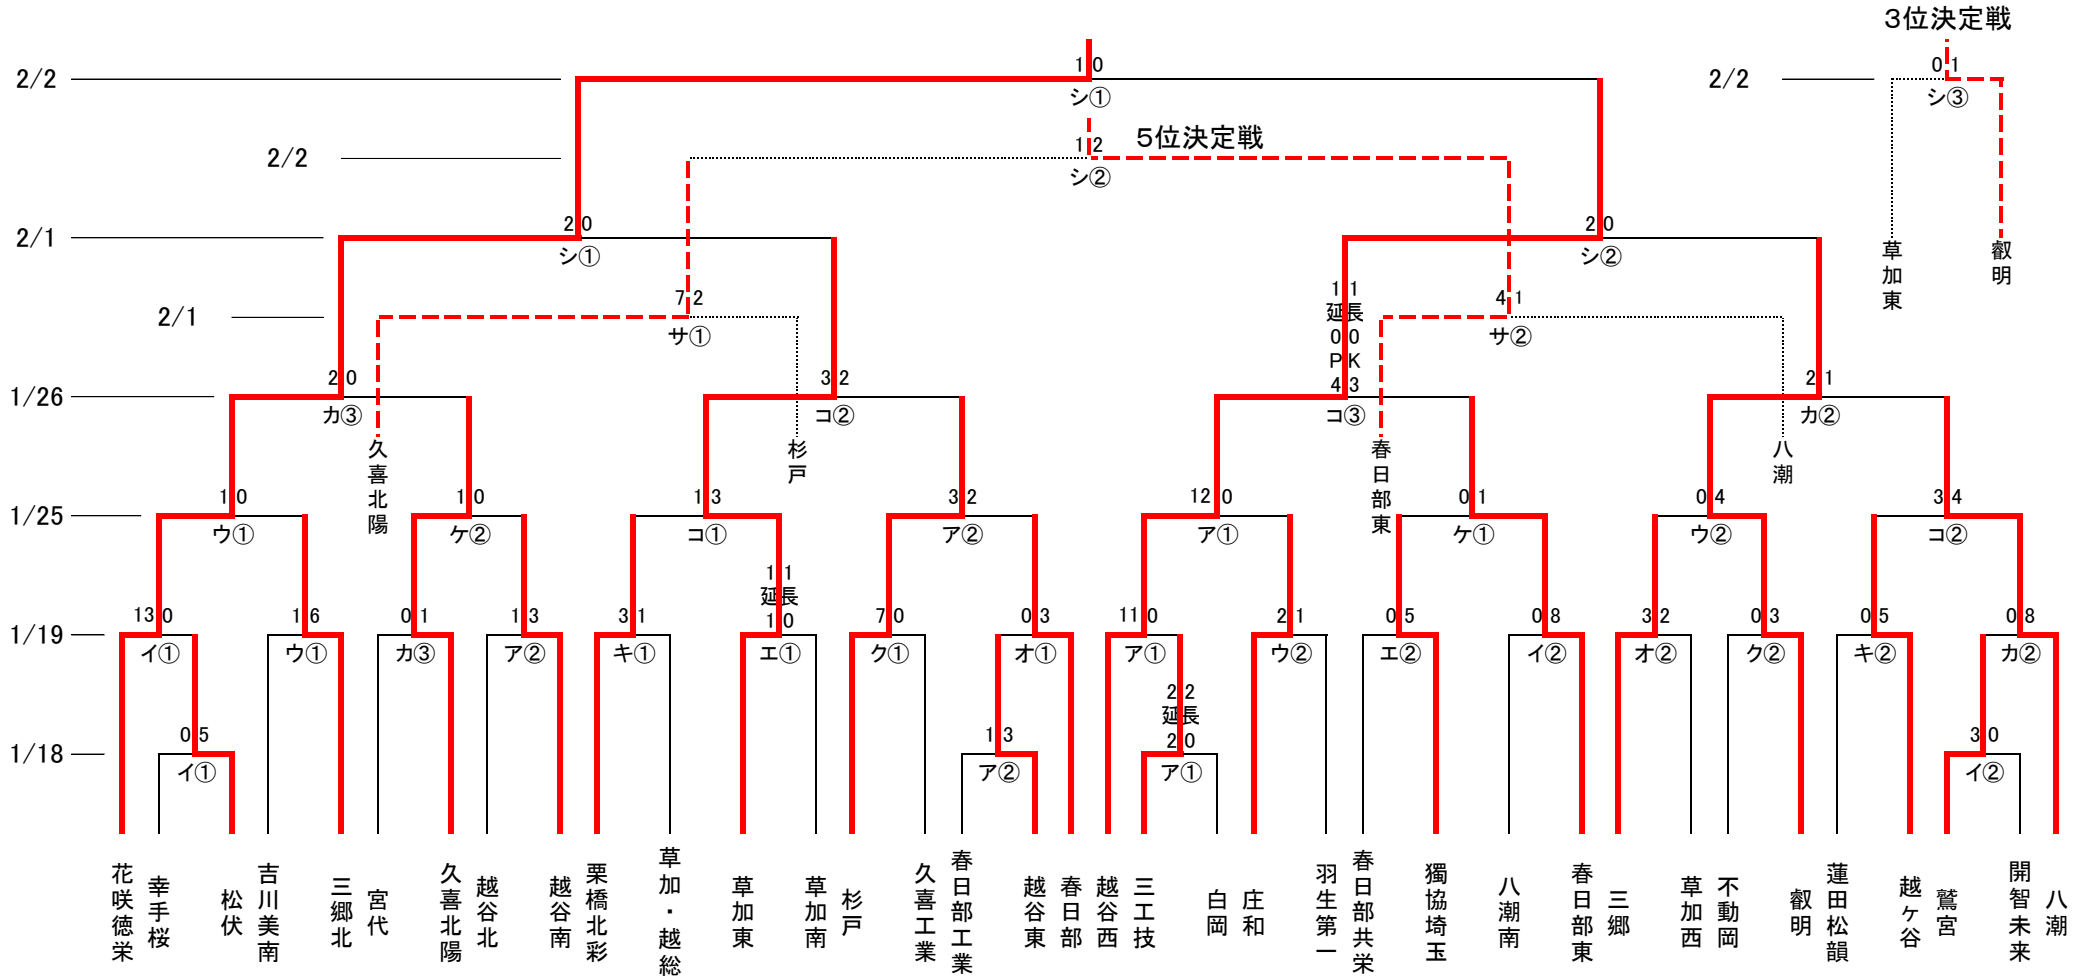 3位決定戦
2/2
1 0
シ①
2/2
0 1
シ③
2/2
1 2
5位決定戦
シ②
2/1
2 0
シ①
2 0
シ②
草加東
叡明
2/1
7 2
サ①
1 1
延長
0 0
PK
4 3
コ③
4 1
サ②
1/26
2 0
カ③
3 2
コ②
2 1
カ②
久喜北陽
杉戸
春日部東
八潮
1/25
1 0
ウ①
1 0
ケ②
1 3
コ①
3 2
ア②
12 0
ア①
0 1
ケ①
0 4
ウ②
3 4
コ②
1/19
13 0
イ①
1 6
ウ①
0 1
カ③
1 3
ア②
3 1
キ①
1 1
延長
1 0
エ①
7 0
ク①
0 3
オ①
11 0
ア①
2 1
ウ②
0 5
エ②
0 8
イ②
3 2
オ②
0 3
ク②
0 5
キ②
0 8
カ②
1/18
0 5
イ①
1 3
ア②
2 2
延長
2 0
ア①
3 0
イ②
花咲徳栄
幸手桜
松伏
吉川美南
三郷北
宮代
久喜北陽
越谷北
越谷南
栗橋北彩
草加・越総
草加東
草加南
杉戸
久喜工業
春日部工業
越谷東
春日部
越谷西
三工技
白岡
庄和
羽生第一
春日部共栄
獨協埼玉
八潮南
春日部東
三郷
草加西
不動岡
叡明
蓮田松韻
越ヶ谷
鷲宮
開智未来
八潮